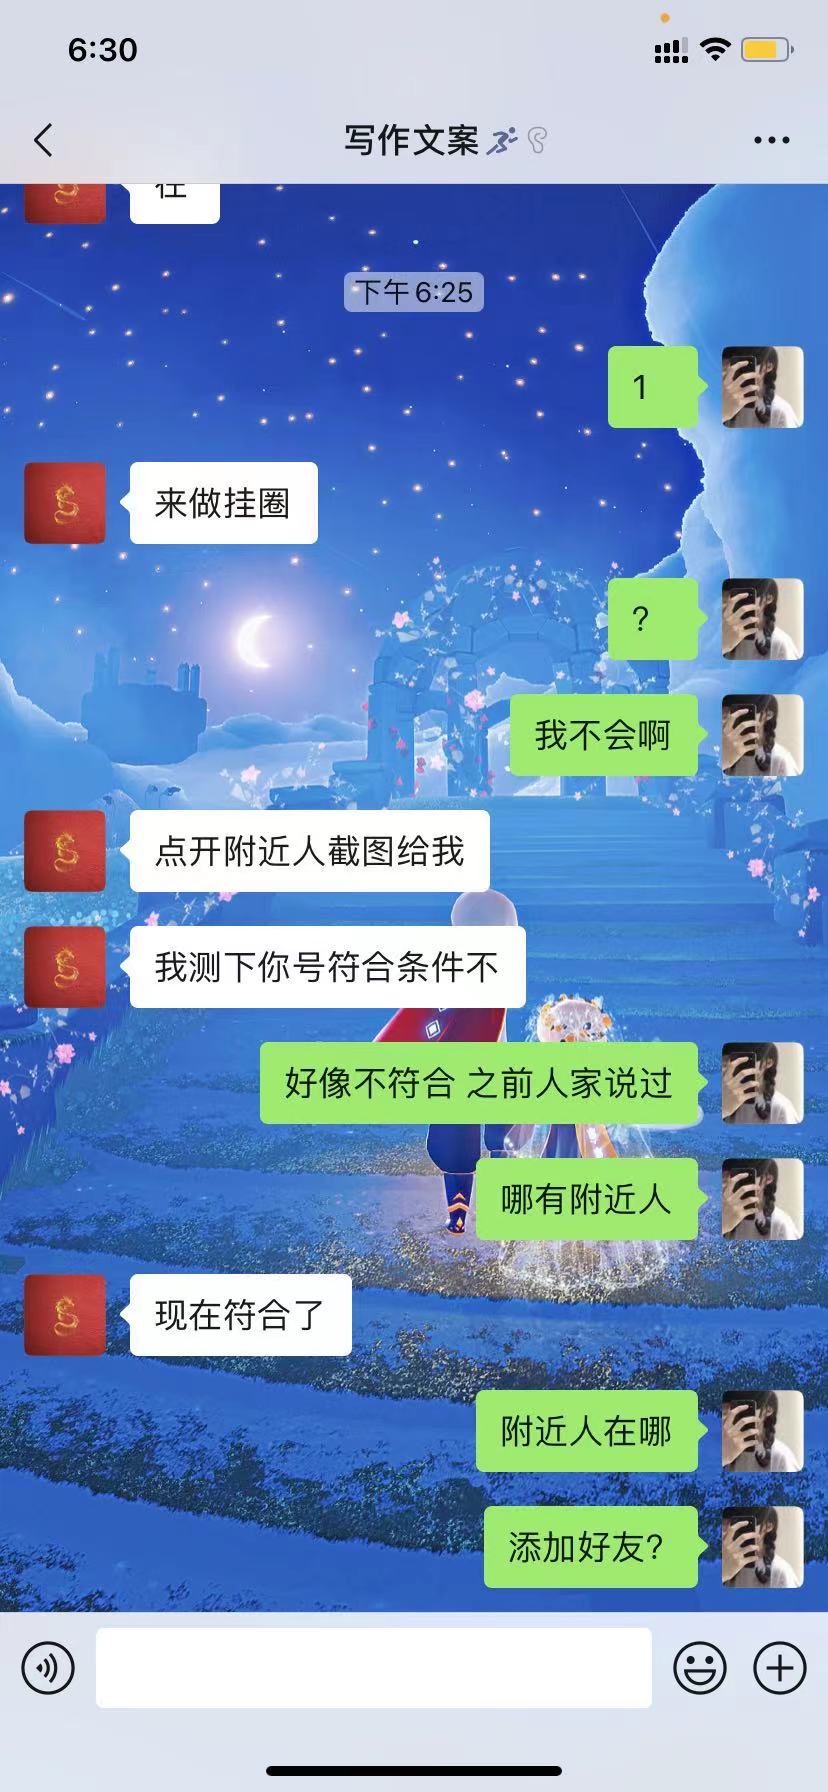 6:30
写作文案
在
下午 6:25
1
来做挂圈
?
我不会啊
点开附近人截图给我
我测下你号符合条件不
好像不符合 之前人家说过
哪有附近人
现在符合了
附近人在哪
添加好友?